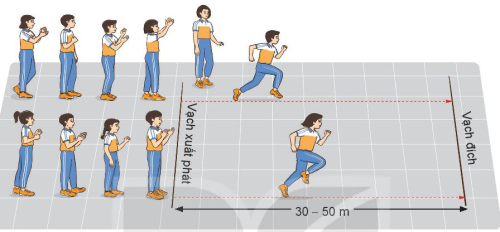 Vạch xuất phát
Vạch đích
30 – 50 m